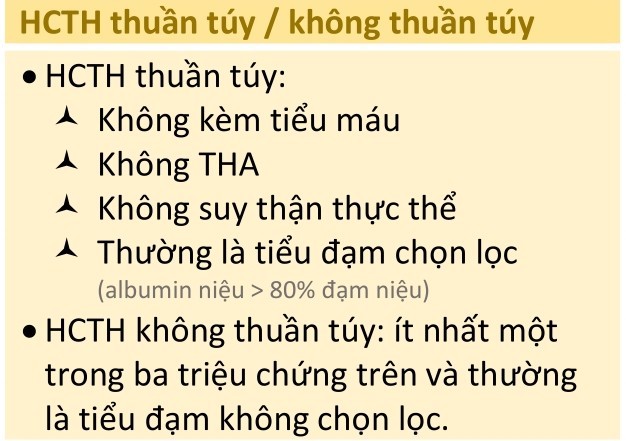 HCTH thuần túy / không thuần túy
• HCTH thuần túy:
Không kèm tiểu máu
Không THA
Không suy thận thực thể
Thường là tiểu đạm chọn lọc
(albumin niệu > 80% đạm niệu)
• HCTH không thuần túy: ít nhất một
trong ba triệu chứng trên và thường
là tiểu đạm không chọn lọc.